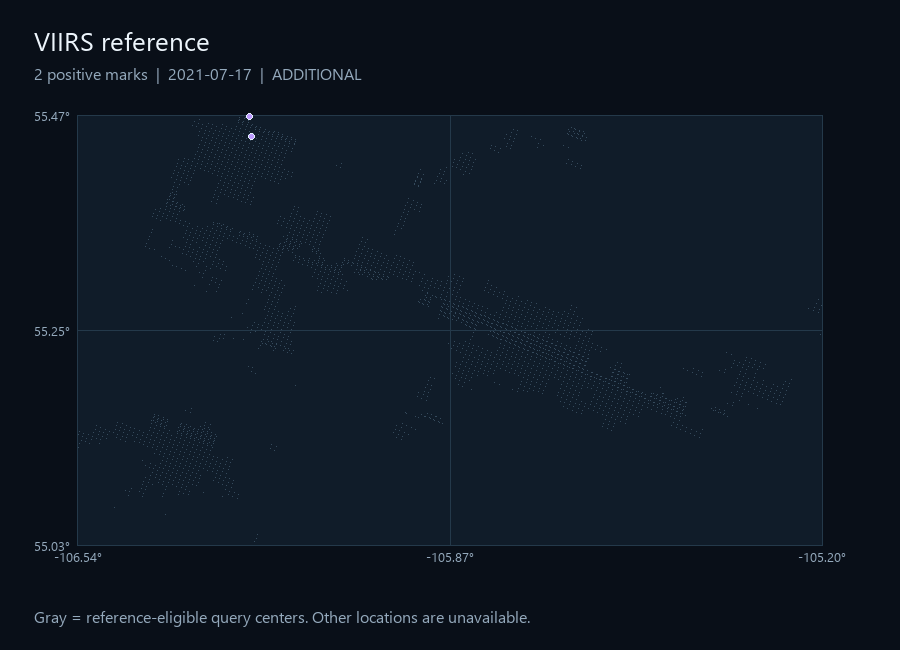 VIIRS reference
2 positive marks | 2021-07-17 | ADDITIONAL
55.47°
55.25°
55.03°
-106.54°
-105.87°
-105.20°
Gray = reference-eligible query centers. Other locations are unavailable.